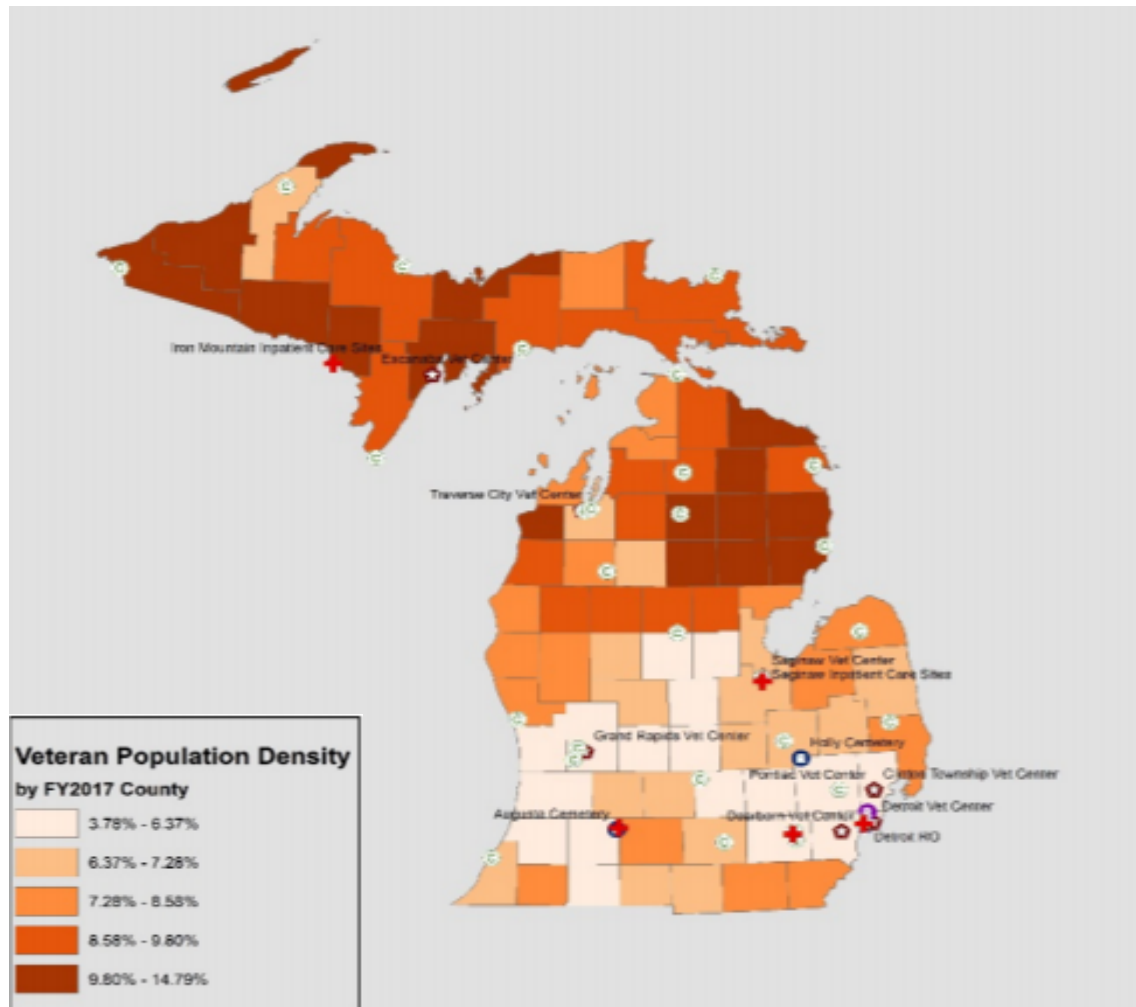 Iron Mountain Inpatient Care Sites
Escanaba Vet Center
Traverse City Vet Center
Saginaw Vet Center
Saginaw Inpatient Care Sites
Grand Rapids Vet Center
Holly Cemetery
Pontiac Vet Center
Clinton Township Vet Center
Augusta Cemetery
Dearborn Vet Center
Detroit Vet Center
Detroit RO
Veteran Population Density
by FY2017 County
3.78% - 6.37%
6.37% - 7.28%
7.28% - 8.58%
8.58% - 9.80%
9.80% - 14.79%